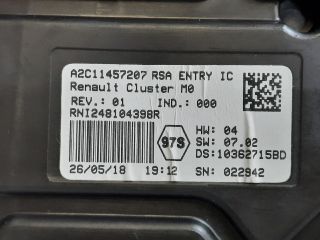 A2C11457207 RSA ENTRY IC
Renault Cluster M0
REV.: 01 IND.: 000
RNI248104398R
97S
HW: 04
SW: 07.02
DS:10362715BD
26/05/18 19:12 SN: 022942